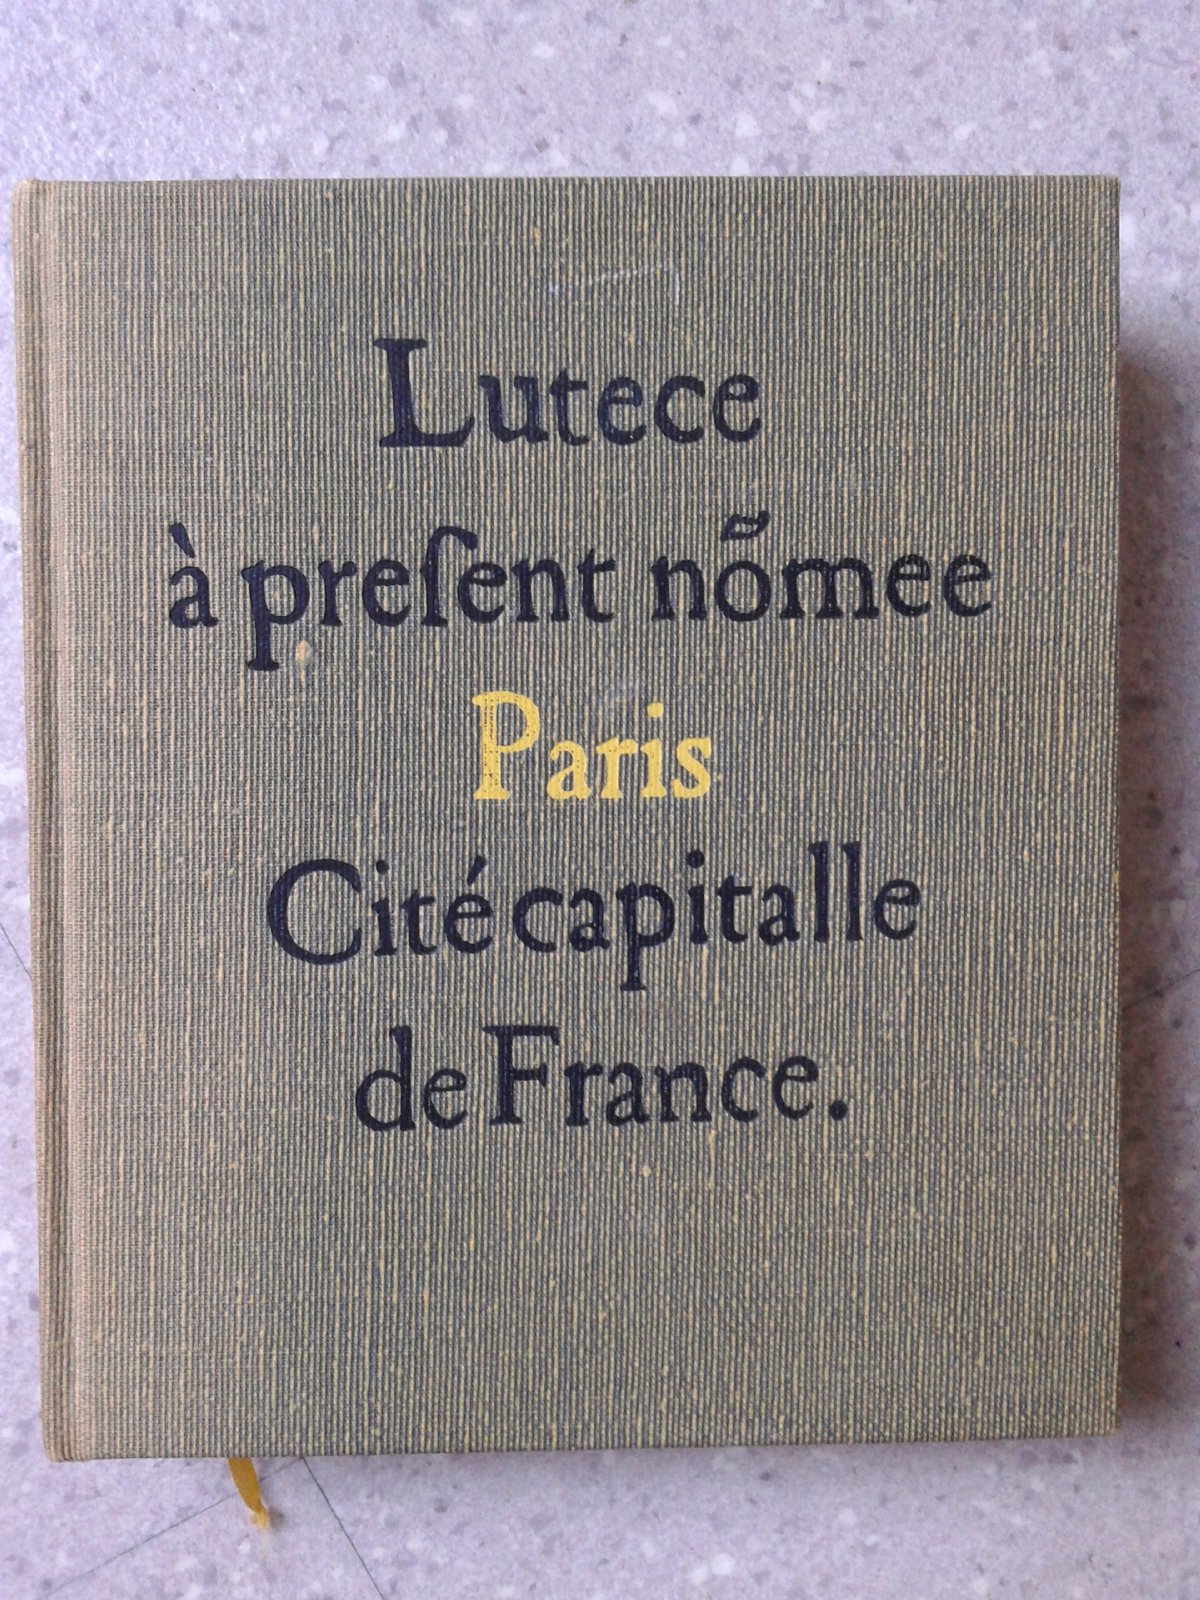 Lutece
à preſent nõmee
Paris
Cité capitalle
de France.